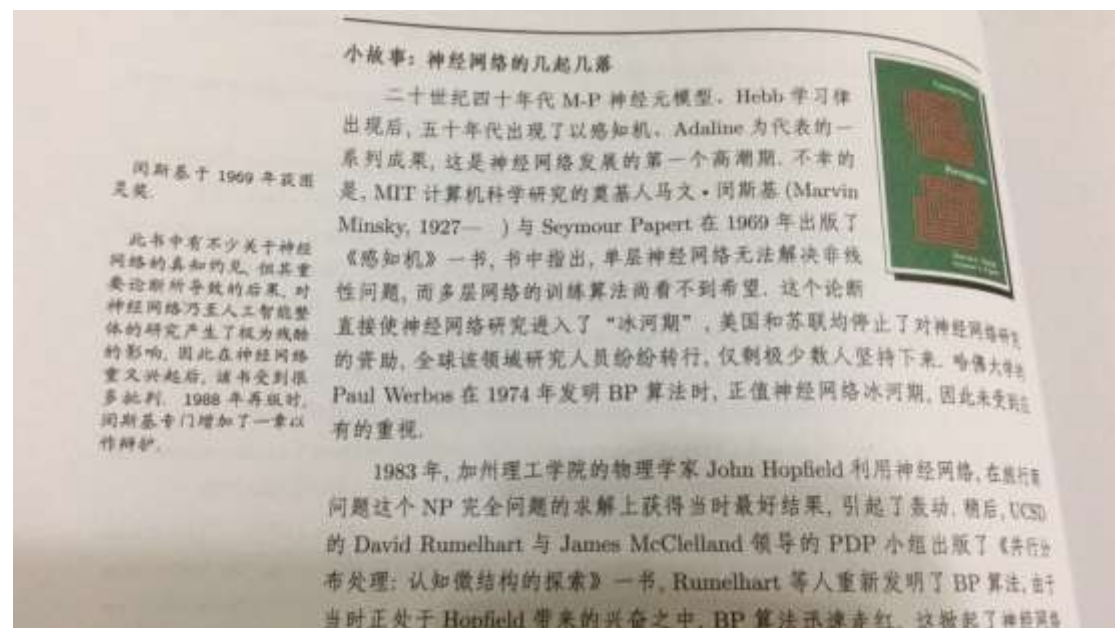 小故事：神经网络的几起几落
二十世纪四十年代 M-P 神经元模型、Hebb 学习律
出现后, 五十年代出现了以感知机、Adaline 为代表的一
系列成果, 这是神经网络发展的第一个高潮期. 不幸的
是, MIT 计算机科学研究的奠基人马文·闵斯基 (Marvin
Minsky, 1927— ) 与 Seymour Papert 在 1969 年出版了
《感知机》一书, 书中指出, 单层神经网络无法解决非线
性问题, 而多层网络的训练算法尚看不到希望. 这个论断
直接使神经网络研究进入了“冰河期”, 美国和苏联均停止了对神经网络研究
的资助, 全球该领域研究人员纷纷转行, 仅剩极少数人坚持下来. 哈佛大学的
Paul Werbos 在 1974 年发明 BP 算法时, 正值神经网络冰河期, 因此未受到应
有的重视.
1983 年, 加州理工学院的物理学家 John Hopfield 利用神经网络, 在旅行商
问题这个 NP 完全问题的求解上获得当时最好结果, 引起了轰动. 稍后, UCSD
的 David Rumelhart 与 James McClelland 领导的 PDP 小组出版了《并行分
布处理: 认知微结构的探索》一书, Rumelhart 等人重新发明了 BP 算法, 由于
当时正处于 Hopfield 带来的兴奋之中, BP 算法迅速走红. 这掀起了神经网络
闵斯基于 1969 年获图
灵奖.
此书中有不少关于神经
网络的真知灼见, 但其重
要论断所导致的后果, 对
神经网络乃至人工智能整
体的研究产生了极为残酷
的影响. 因此在神经网络
重又兴起后, 该书受到很
多批判. 1988 年再版时,
闵斯基专门增加了一章以
作辩护.